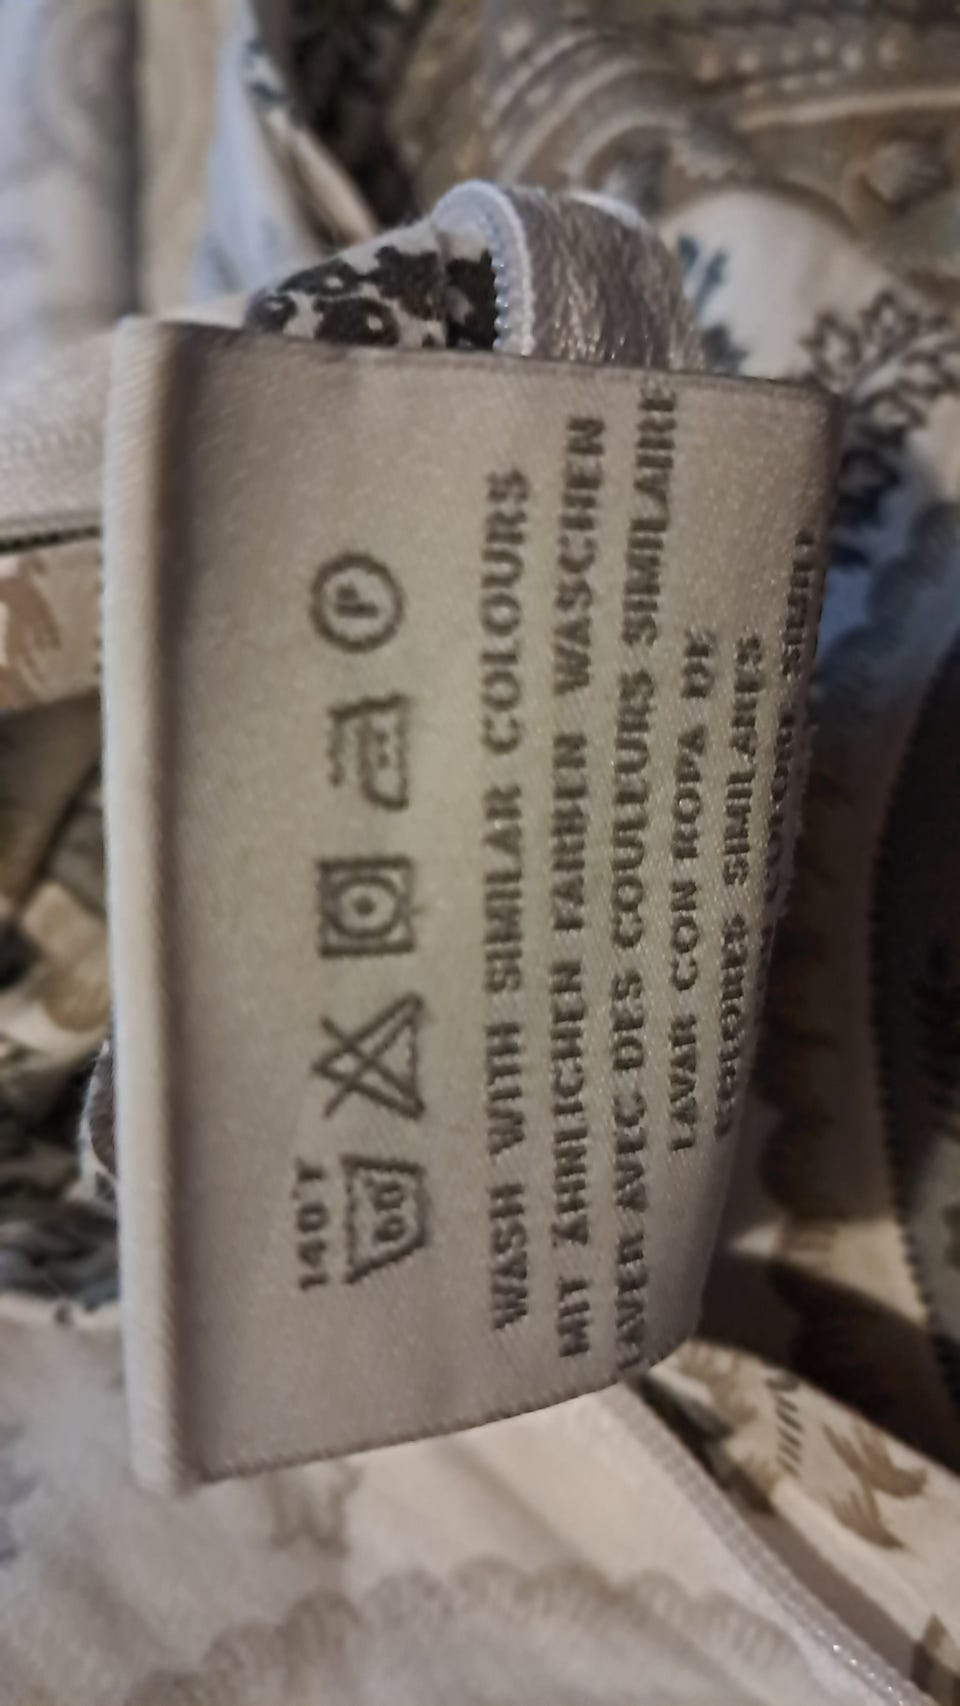 140°F
60
P
WASH WITH SIMILAR COLOURS
MIT ÄHNLICHEN FARBEN WASCHEN
LAVER AVEC DES COULEURS SIMILAIRE
LAVAR CON ROPA DE
COLORES SIMILARES